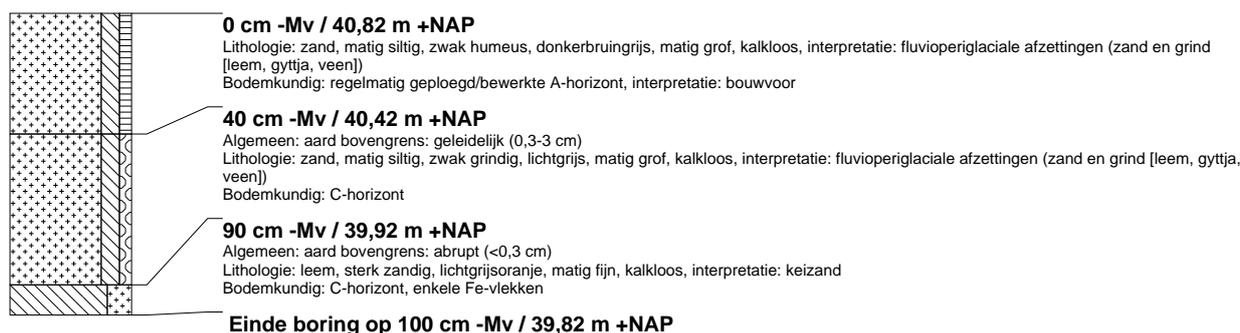 0 cm -Mv / 40,82 m +NAP
Lithologie: zand, matig siltig, zwak humeus, donkerbruingrijs, matig grof, kalkloos, interpretatie: fluvioperiglaciale afzettingen (zand en grind
[leem, gyttja, veen])
Bodemkundig: regelmatig geploegd/bewerkte A-horizont, interpretatie: bouwvoor
40 cm -Mv / 40,42 m +NAP
Algemeen: aard bovengrens: geleidelijk (0,3-3 cm)
Lithologie: zand, matig siltig, zwak grindig, lichtgrijs, matig grof, kalkloos, interpretatie: fluvioperiglaciale afzettingen (zand en grind [leem, gyttja,
veen])
Bodemkundig: C-horizont
90 cm -Mv / 39,92 m +NAP
Algemeen: aard bovengrens: abrupt (<0,3 cm)
Lithologie: leem, sterk zandig, lichtgrijsoranje, matig fijn, kalkloos, interpretatie: keizand
Bodemkundig: C-horizont, enkele Fe-vlekken
Einde boring op 100 cm -Mv / 39,82 m +NAP